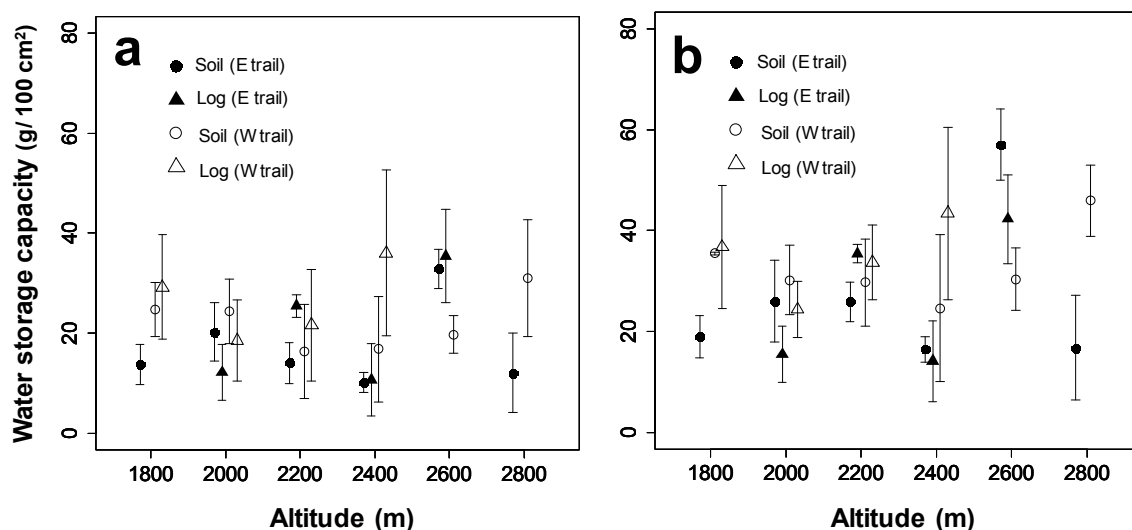 a
Soil (E trail)
Log (E trail)
Soil (W trail)
Log (W trail)
Water storage capacity (g/100 cm²)
80
60
40
20
0
1800 2000 2200 2400 2600 2800
Altitude (m)
b
Soil (E trail)
Log (E trail)
Soil (W trail)
Log (W trail)
80
60
40
20
0
1800 2000 2200 2400 2600 2800
Altitude (m)